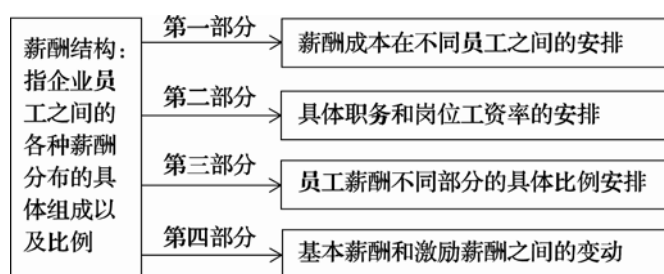 薪酬结构：
指企业员
工之间的
各种薪酬
分布的具
体组成以
及比例
第一部分
薪酬成本在不同员工之间的安排
第二部分
具体职务和岗位工资率的安排
第三部分
员工薪酬不同部分的具体比例安排
第四部分
基本薪酬和激励薪酬之间的变动